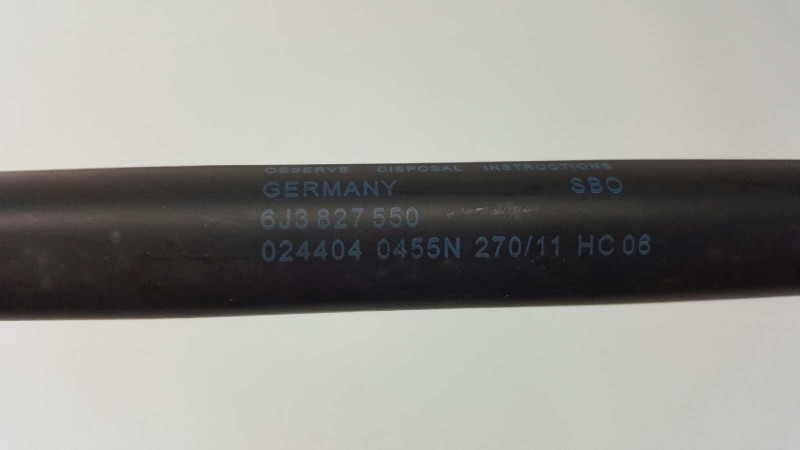 OBSERVE DISPOSAL INSTRUCTIONS
GERMANY SBO
6J3 827 550
024404 0455N 270/11 HC 06